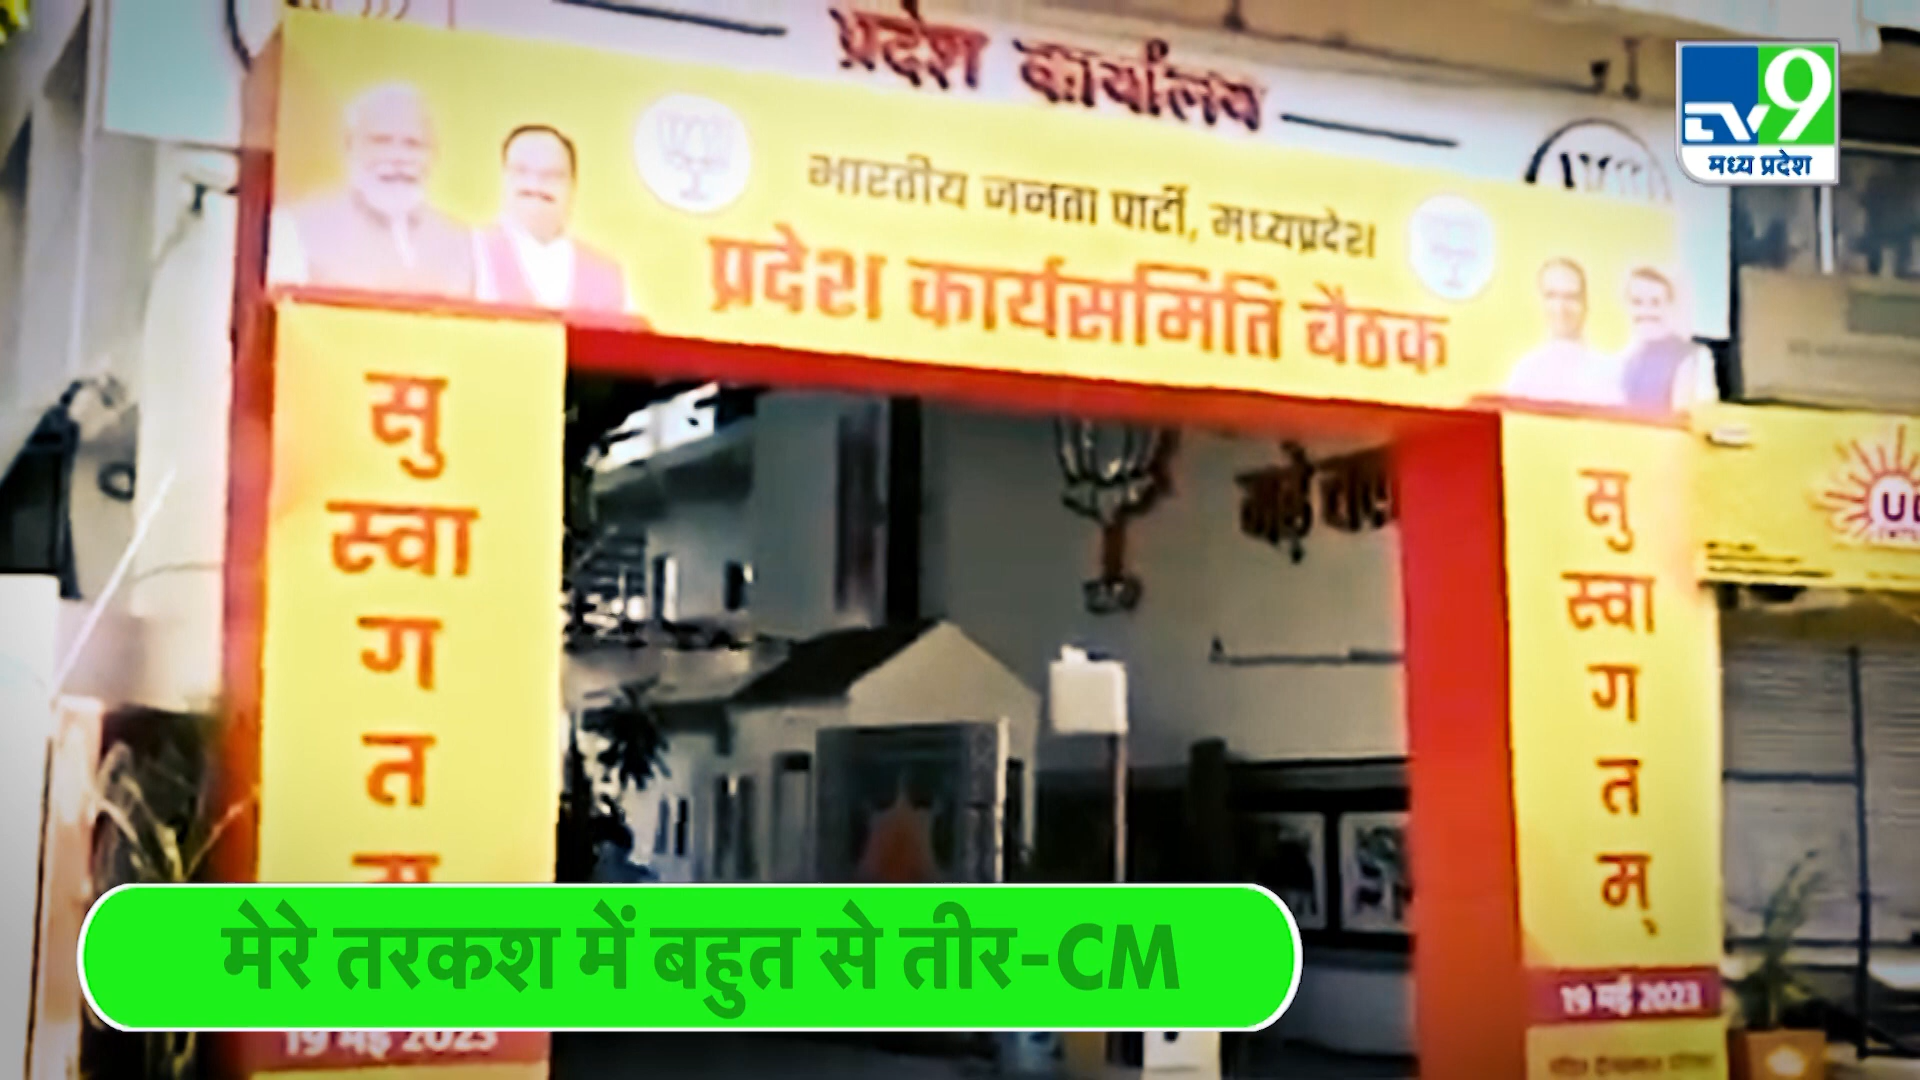 प्रदेश कार्यालय
TV9
मध्य प्रदेश
भारतीय जनता पार्टी, मध्यप्रदेश
प्रदेश कार्यसमिति बैठक
सु
स्वा
ग
त
म
सु
स्वा
ग
त
म्
मेरे तरकश में बहुत से तीर-CM
19 मई 2023
19 मई 2023